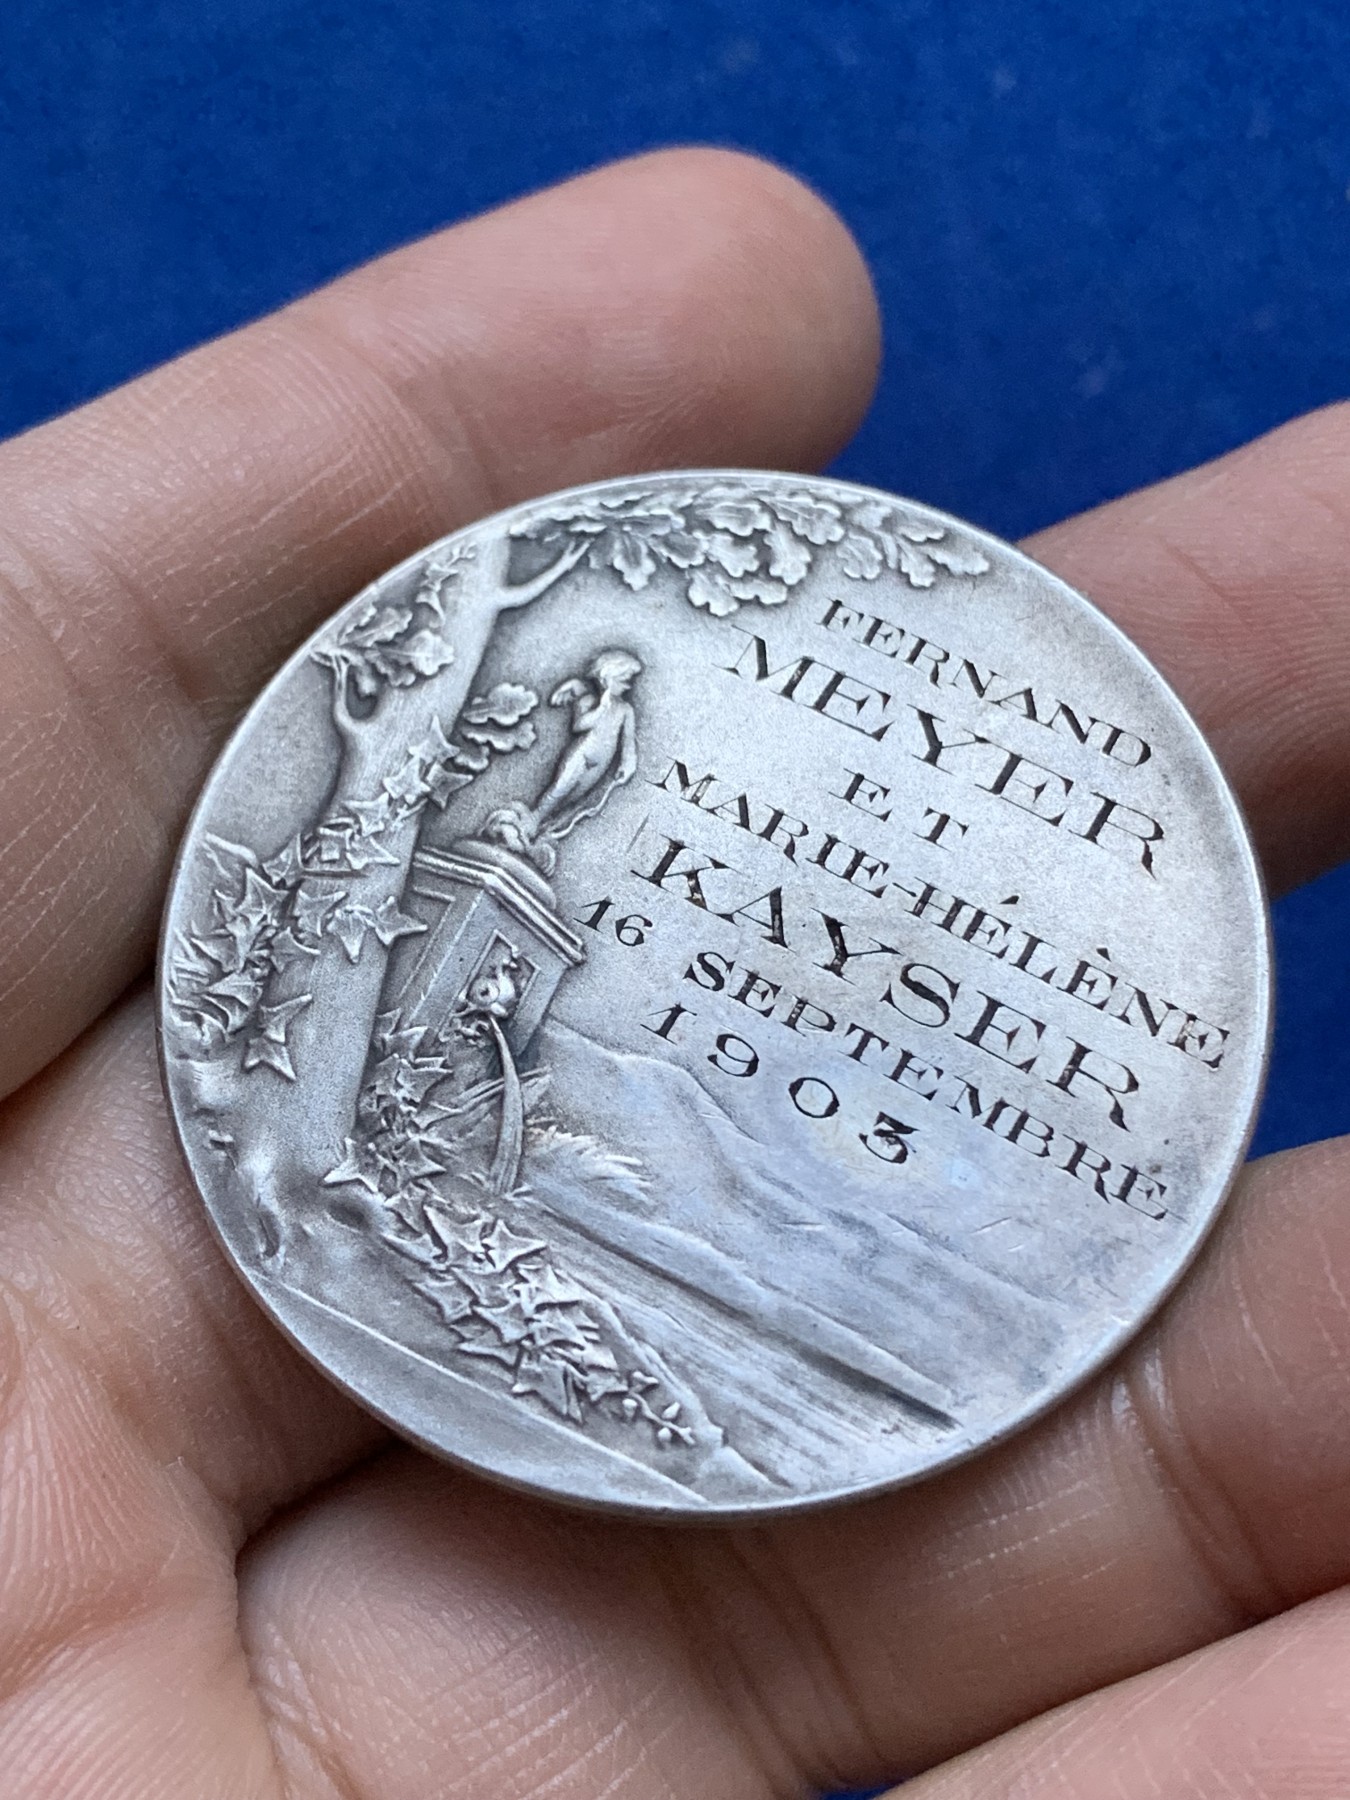 FERNAND
MEYER
ET
MARIE-HÉLÈNE
KAYSER
16 SEPTEMBRE
1903